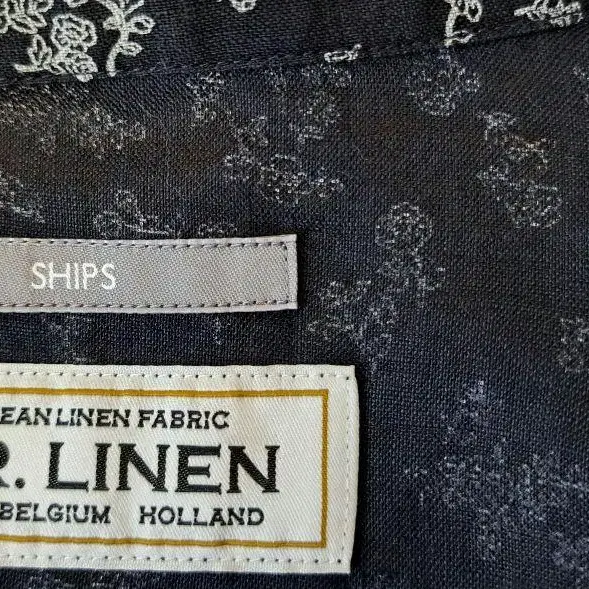 SHIPS
EAN LINEN FABRIC
R. LINEN
BELGIUM HOLLAND